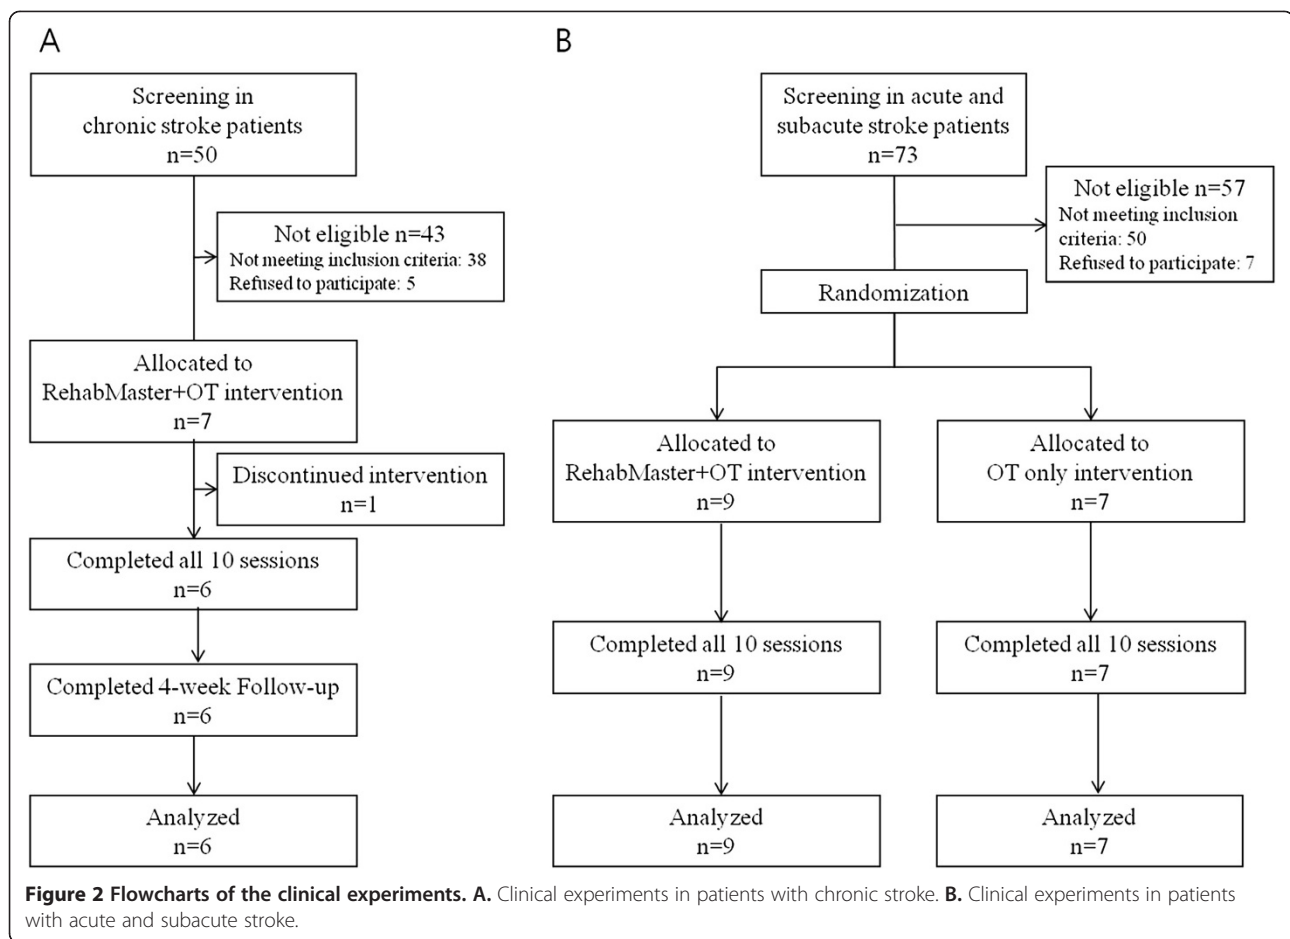 A
Screening in
chronic stroke patients
n=50
Not eligible n=43
Not meeting inclusion criteria: 38
Refused to participate: 5
Allocated to
RehabMaster+OT intervention
n=7
Discontinued intervention
n=1
Completed all 10 sessions
n=6
Completed 4-week Follow-up
n=6
Analyzed
n=6
B
Screening in acute and
subacute stroke patients
n=73
Not eligible n=57
Not meeting inclusion
criteria: 50
Refused to participate: 7
Randomization
Allocated to
RehabMaster+OT intervention
n=9
Completed all 10 sessions
n=9
Analyzed
n=9
Allocated to
OT only intervention
n=7
Completed all 10 sessions
n=7
Analyzed
n=7
Figure 2 Flowcharts of the clinical experiments. A. Clinical experiments in patients with chronic stroke. B. Clinical experiments in patients
with acute and subacute stroke.